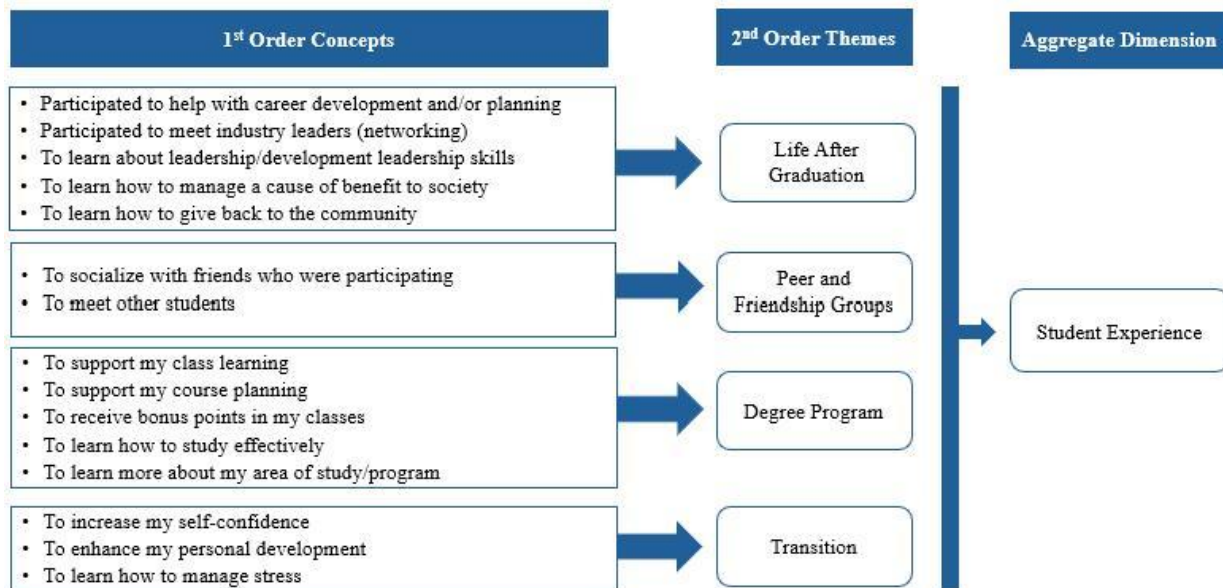 1st Order Concepts
2nd Order Themes
Aggregate Dimension
• Participated to help with career development and/or planning
• Participated to meet industry leaders (networking)
• To learn about leadership/development leadership skills
• To learn how to manage a cause of benefit to society
• To learn how to give back to the community
Life After
Graduation
• To socialize with friends who were participating
• To meet other students
Peer and
Friendship Groups
• To support my class learning
• To support my course planning
• To receive bonus points in my classes
• To learn how to study effectively
• To learn more about my area of study/program
Degree Program
• To increase my self-confidence
• To enhance my personal development
• To learn how to manage stress
Transition
Student Experience